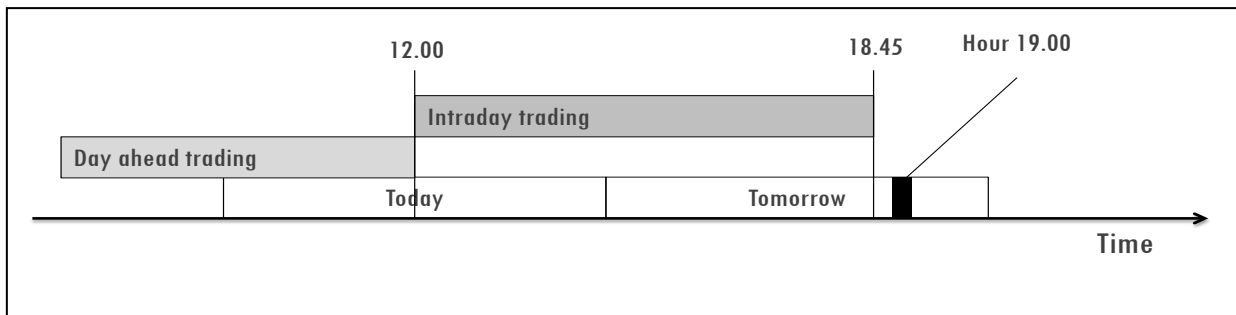 12.00
18.45
Hour 19.00
Intraday trading
Day ahead trading
Today
Tomorrow
Time